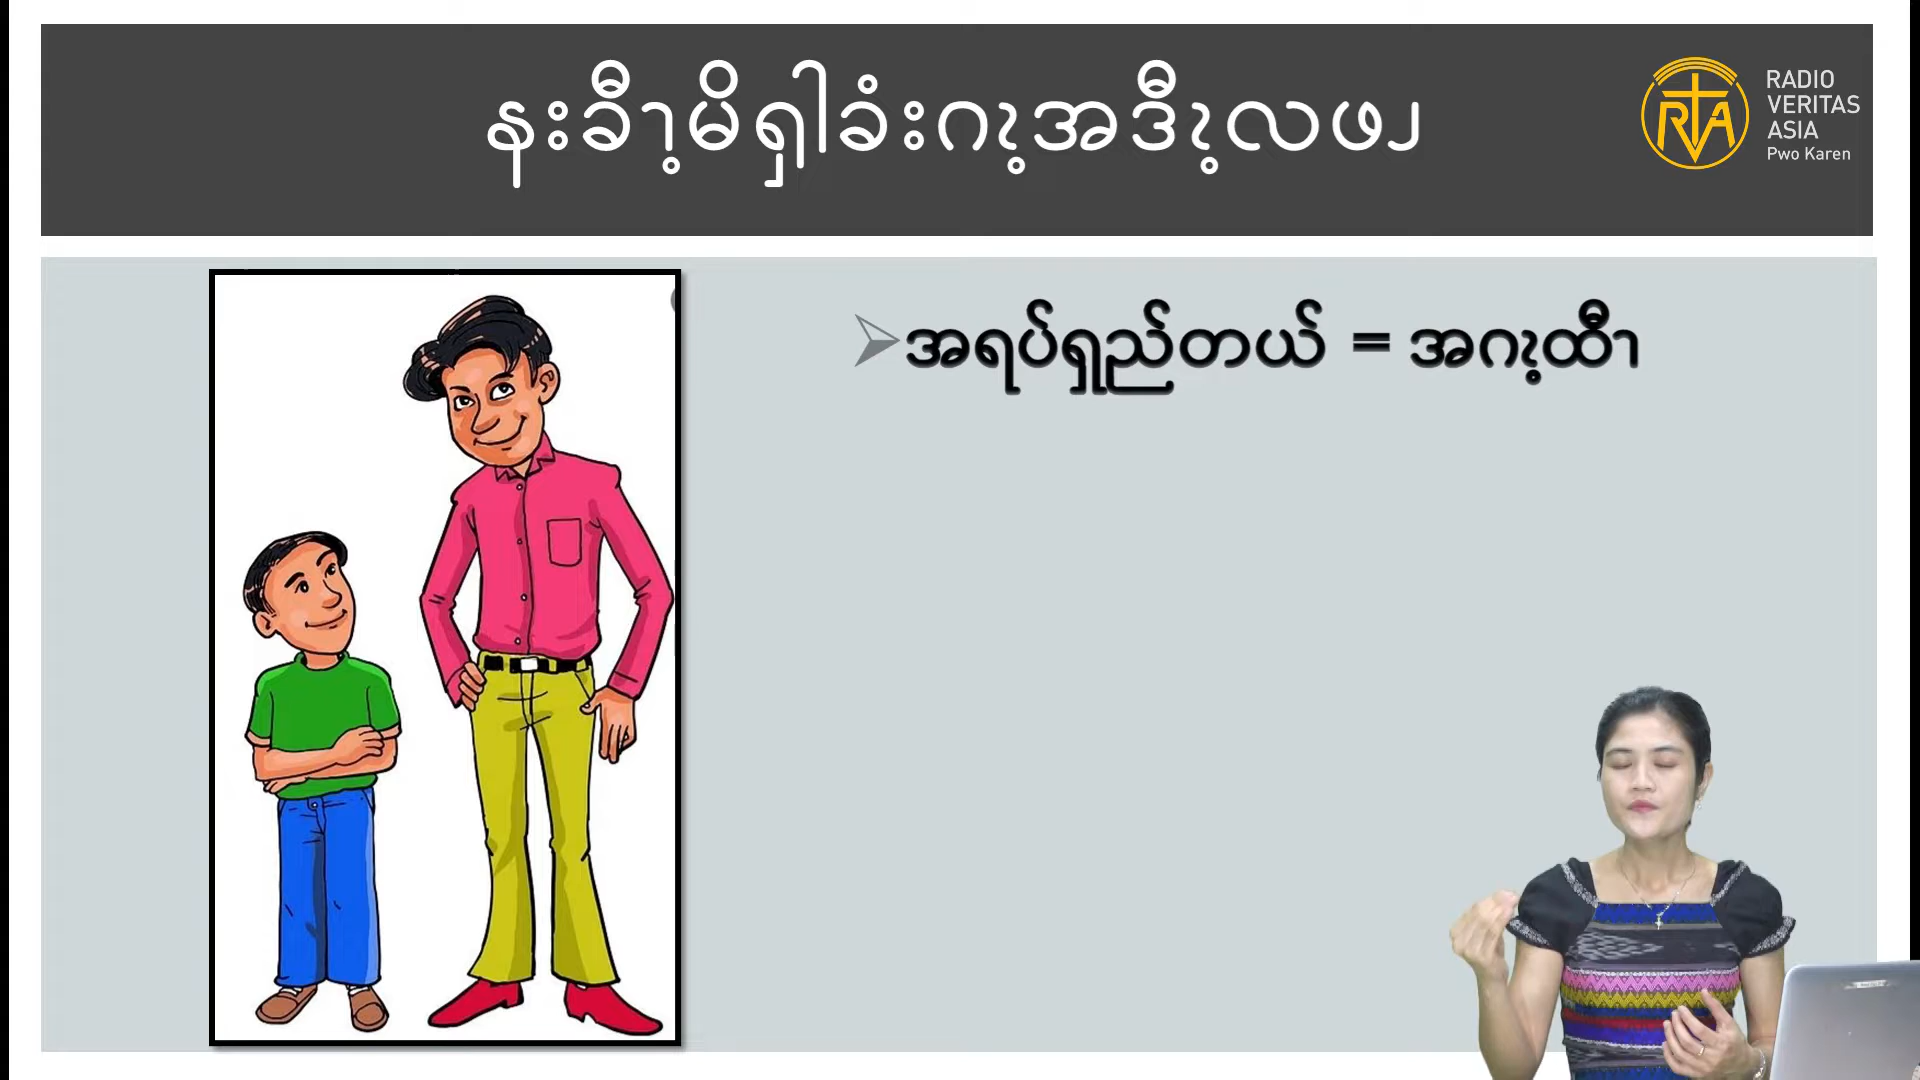 နးခီၫ့မိၡါခံးဂၩ့အဒီၩ့လဖ၂
RADIO
VERITAS
ASIA
Pwo Karen
အရပ်ရှည်တယ် = အဂၩ့ထီၫ